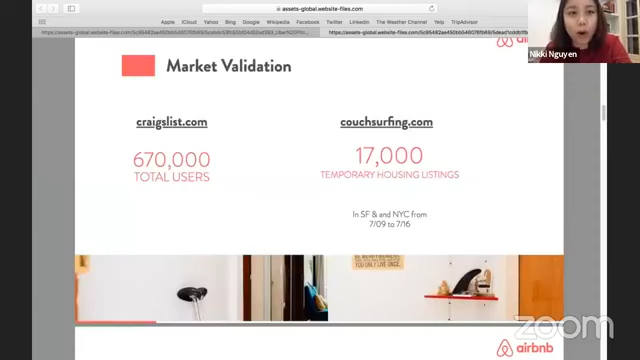 assets-global.website-files.com
Apple iCloud Yahoo Bing Google Wikipedia Facebook Twitter LinkedIn The Weather Channel Yelp TripAdvisor
airbnb
Nikki Nguyen
Market Validation
craigslist.com
670,000
TOTAL USERS
couchsurfing.com
17,000
TEMPORARY HOUSING LISTINGS
In SF & and NYC from
7/09 to 7/16
YOU ONLY LIVE ONCE.
zoom
airbnb